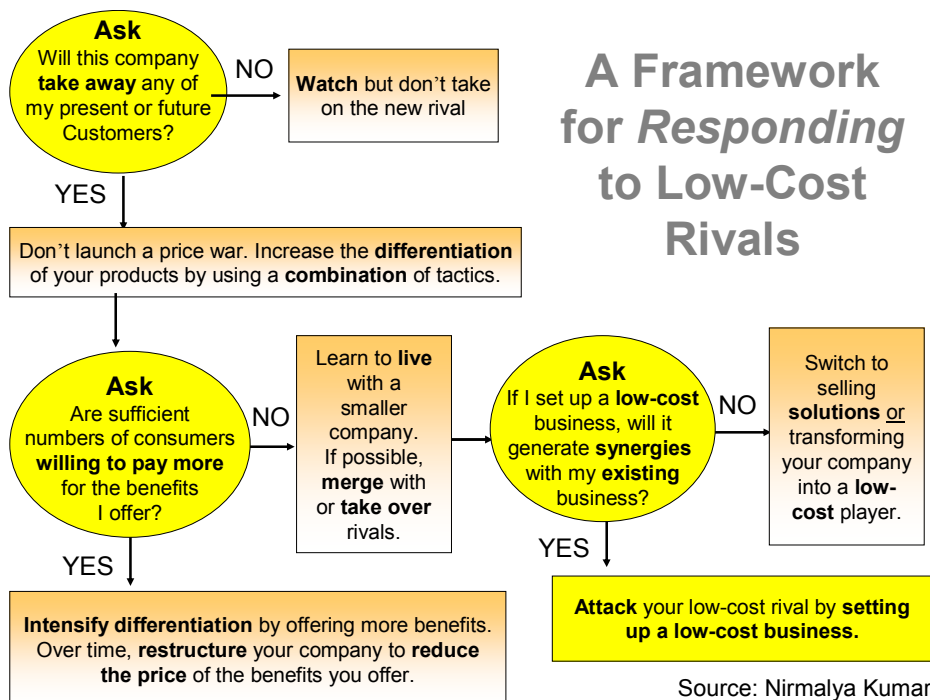 Ask
Will this company
take away any of
my present or future
Customers?
NO
Watch but don't take
on the new rival
A Framework
for Responding
to Low-Cost
Rivals
YES
Don't launch a price war. Increase the differentiation
of your products by using a combination of tactics.
Ask
Are sufficient
numbers of consumers
willing to pay more
for the benefits
I offer?
NO
Learn to live
with a
smaller
company.
If possible,
merge with
or take over
rivals.
Ask
If I set up a low-cost
business, will it
generate synergies
with my existing
business?
NO
Switch to
selling
solutions or
transforming
your company
into a low-
cost player.
YES
Intensify differentiation by offering more benefits.
Over time, restructure your company to reduce
the price of the benefits you offer.
YES
Attack your low-cost rival by setting
up a low-cost business.
Source: Nirmalya Kumar